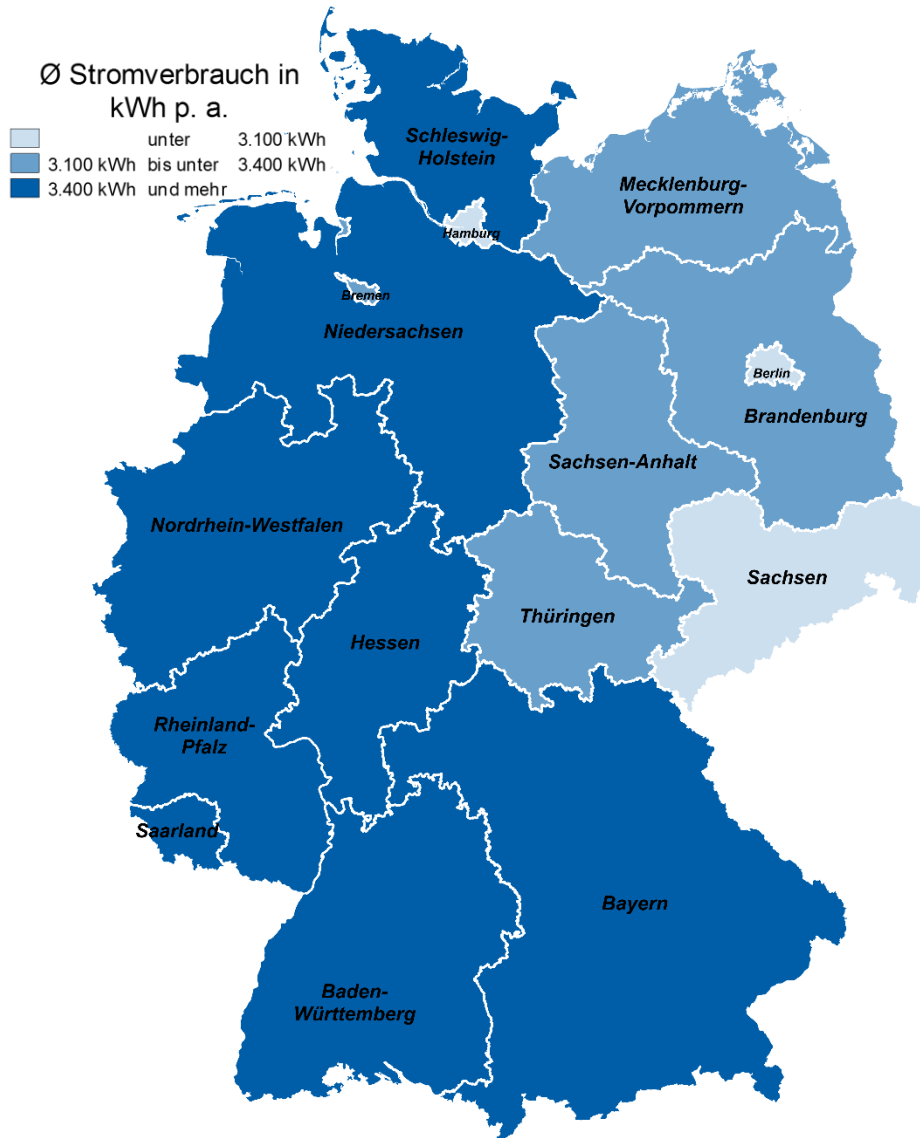 Ø Stromverbrauch in
kWh p. a.
unter 3.100 kWh
3.100 kWh bis unter 3.400 kWh
3.400 kWh und mehr
Schleswig-
Holstein
Mecklenburg-
Vorpommern
Hamburg
Bremen
Niedersachsen
Berlin
Brandenburg
Sachsen-Anhalt
Nordrhein-Westfalen
Sachsen
Thüringen
Hessen
Rheinland-
Pfalz
Saarland
Bayern
Baden-
Württemberg